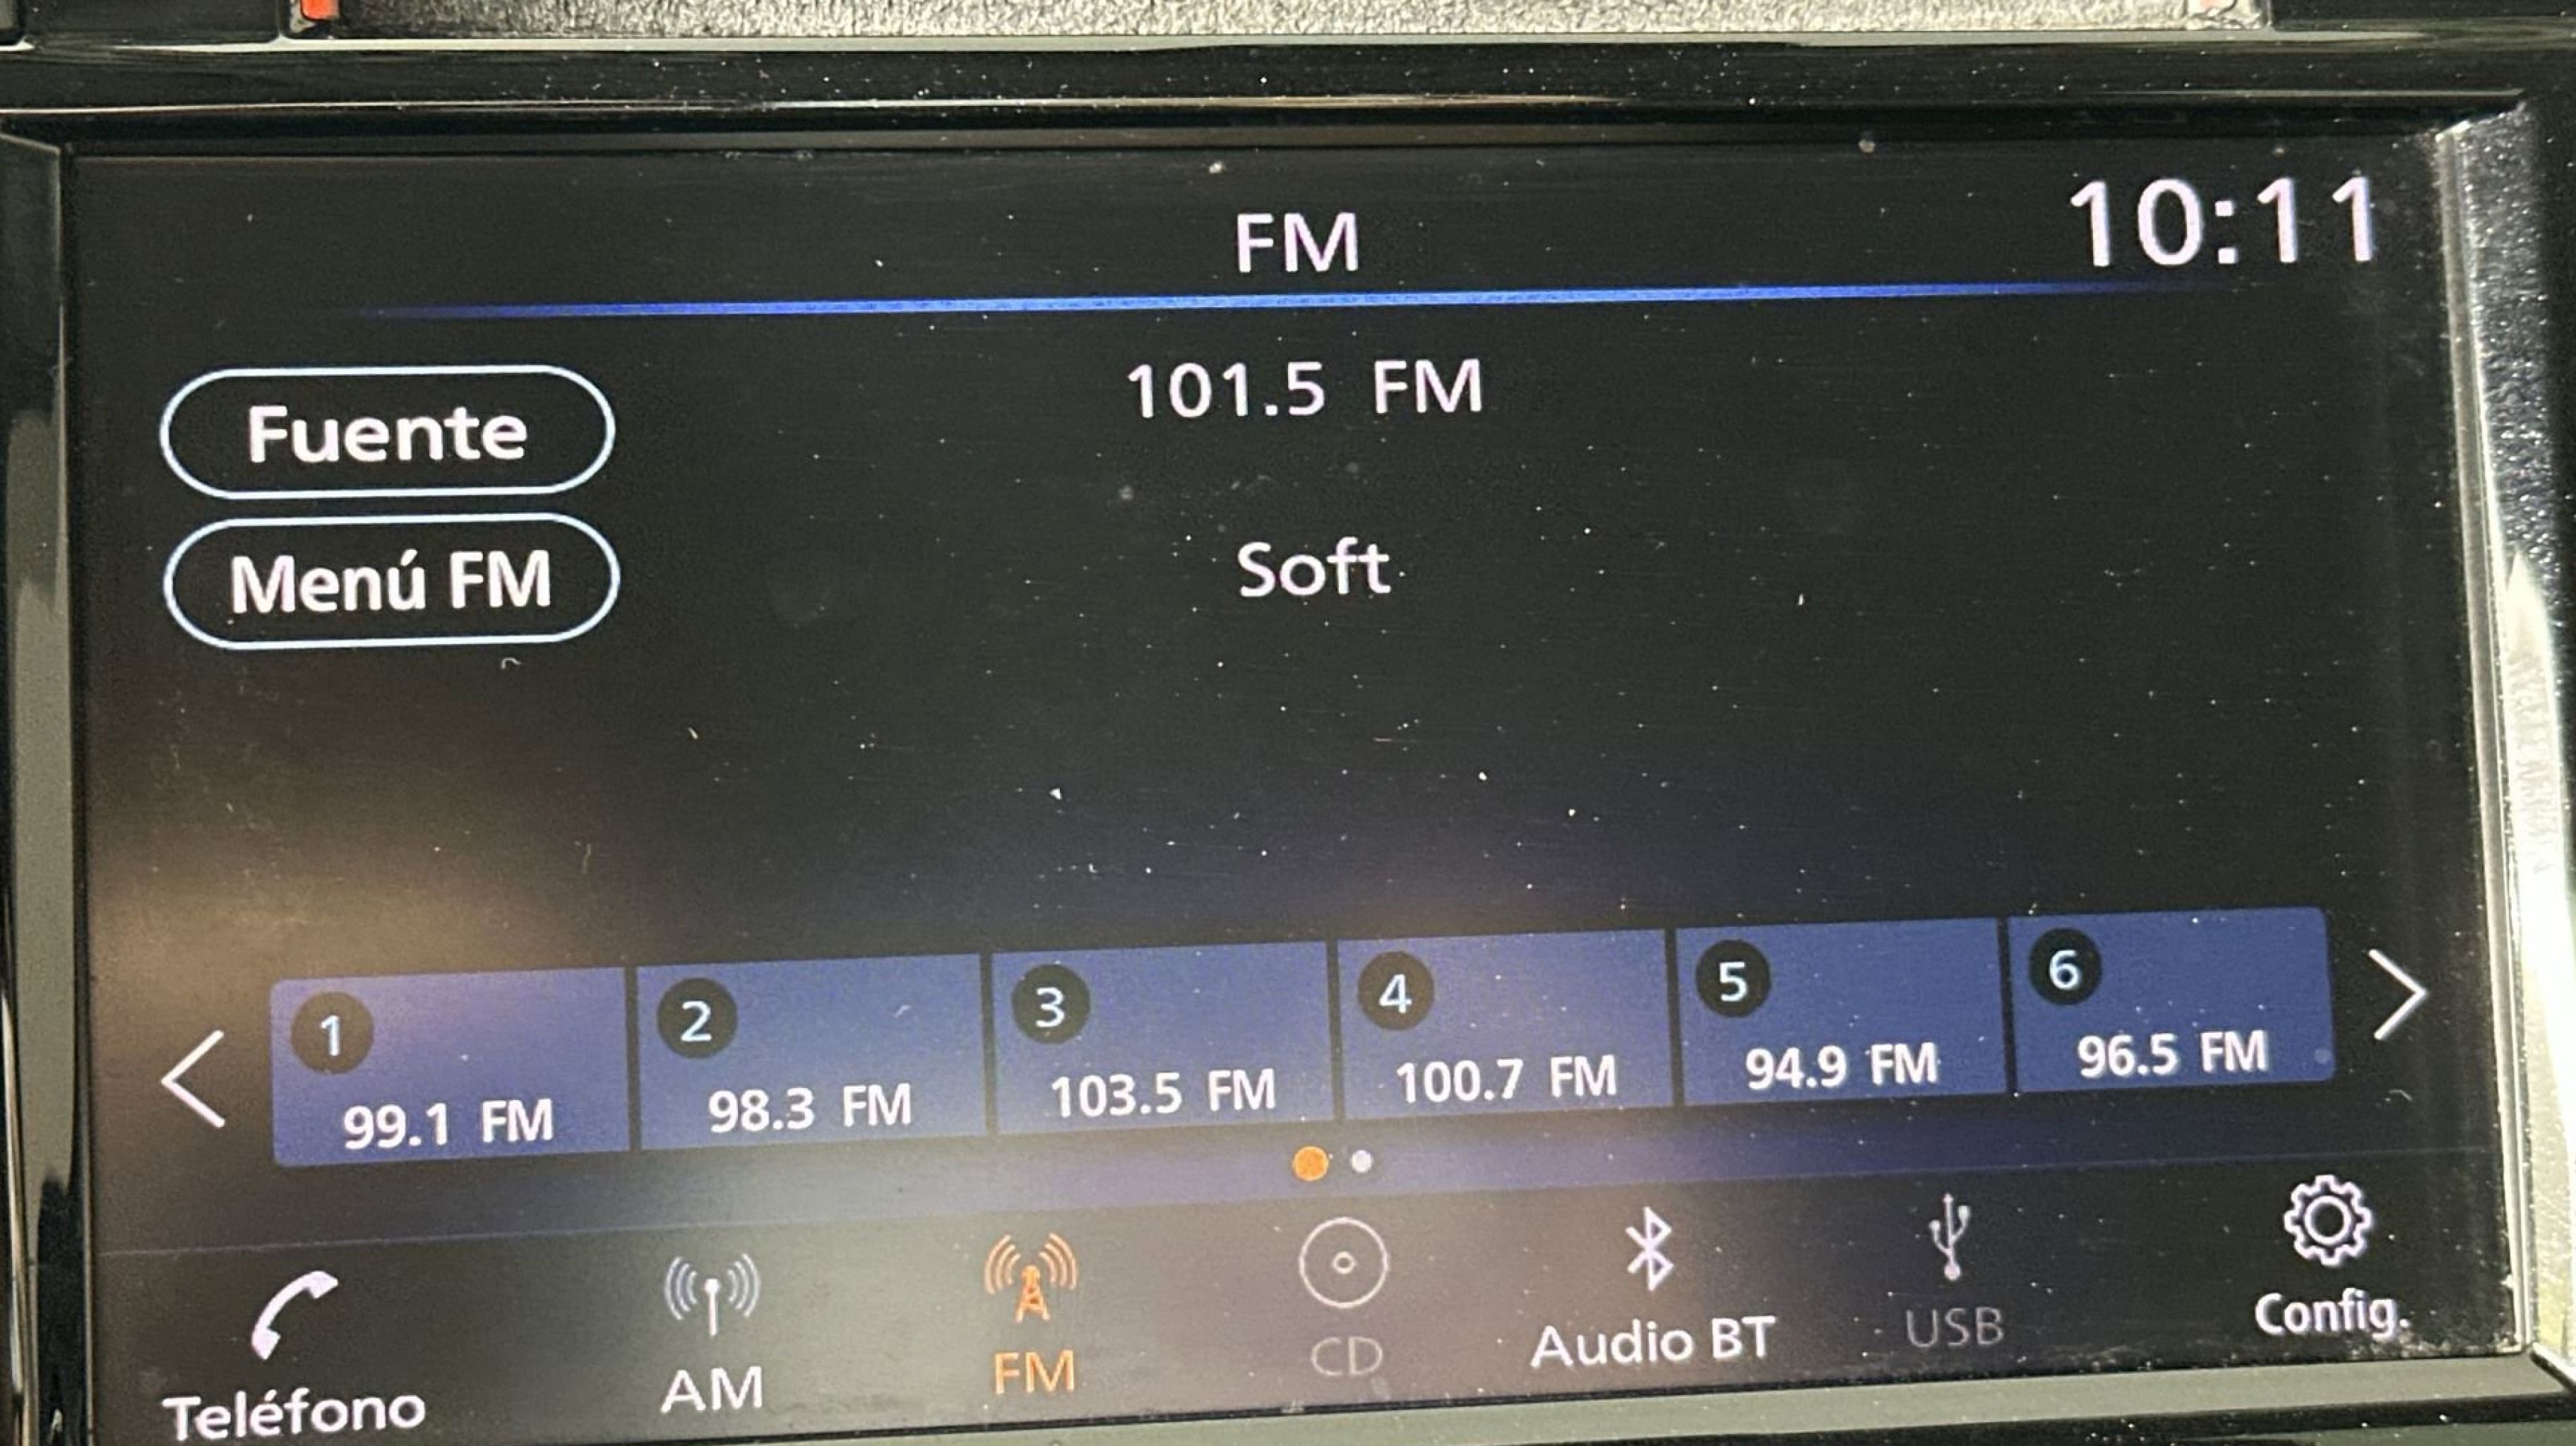 FM
10:11
101.5 FM
Fuente
Menú FM
Soft
1
99.1 FM
2
98.3 FM
3
103.5 FM
4
100.7 FM
5
94.9 FM
6
96.5 FM
Teléfono
AM
FM
CD
Audio BT
USB
Config.